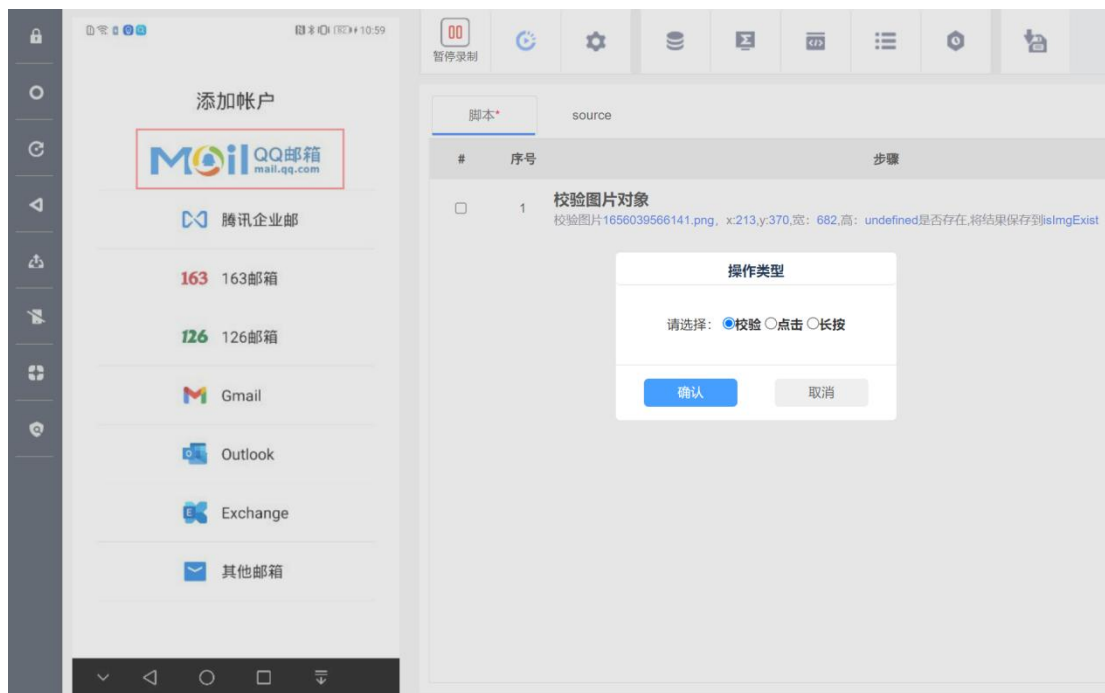 10:59
添加帐户
Mail QQ邮箱
mail.qq.com
腾讯企业邮
163 163邮箱
126 126邮箱
Gmail
Outlook
E Exchange
其他邮箱
暂停录制
脚本* source
# 序号 步骤
1 校验图片对象
校验图片1656039566141.png, x:213,y:370,宽：682,高：undefined是否存在,将结果保存到isImgExist
操作类型
请选择： 校验 点击 长按
确认 取消